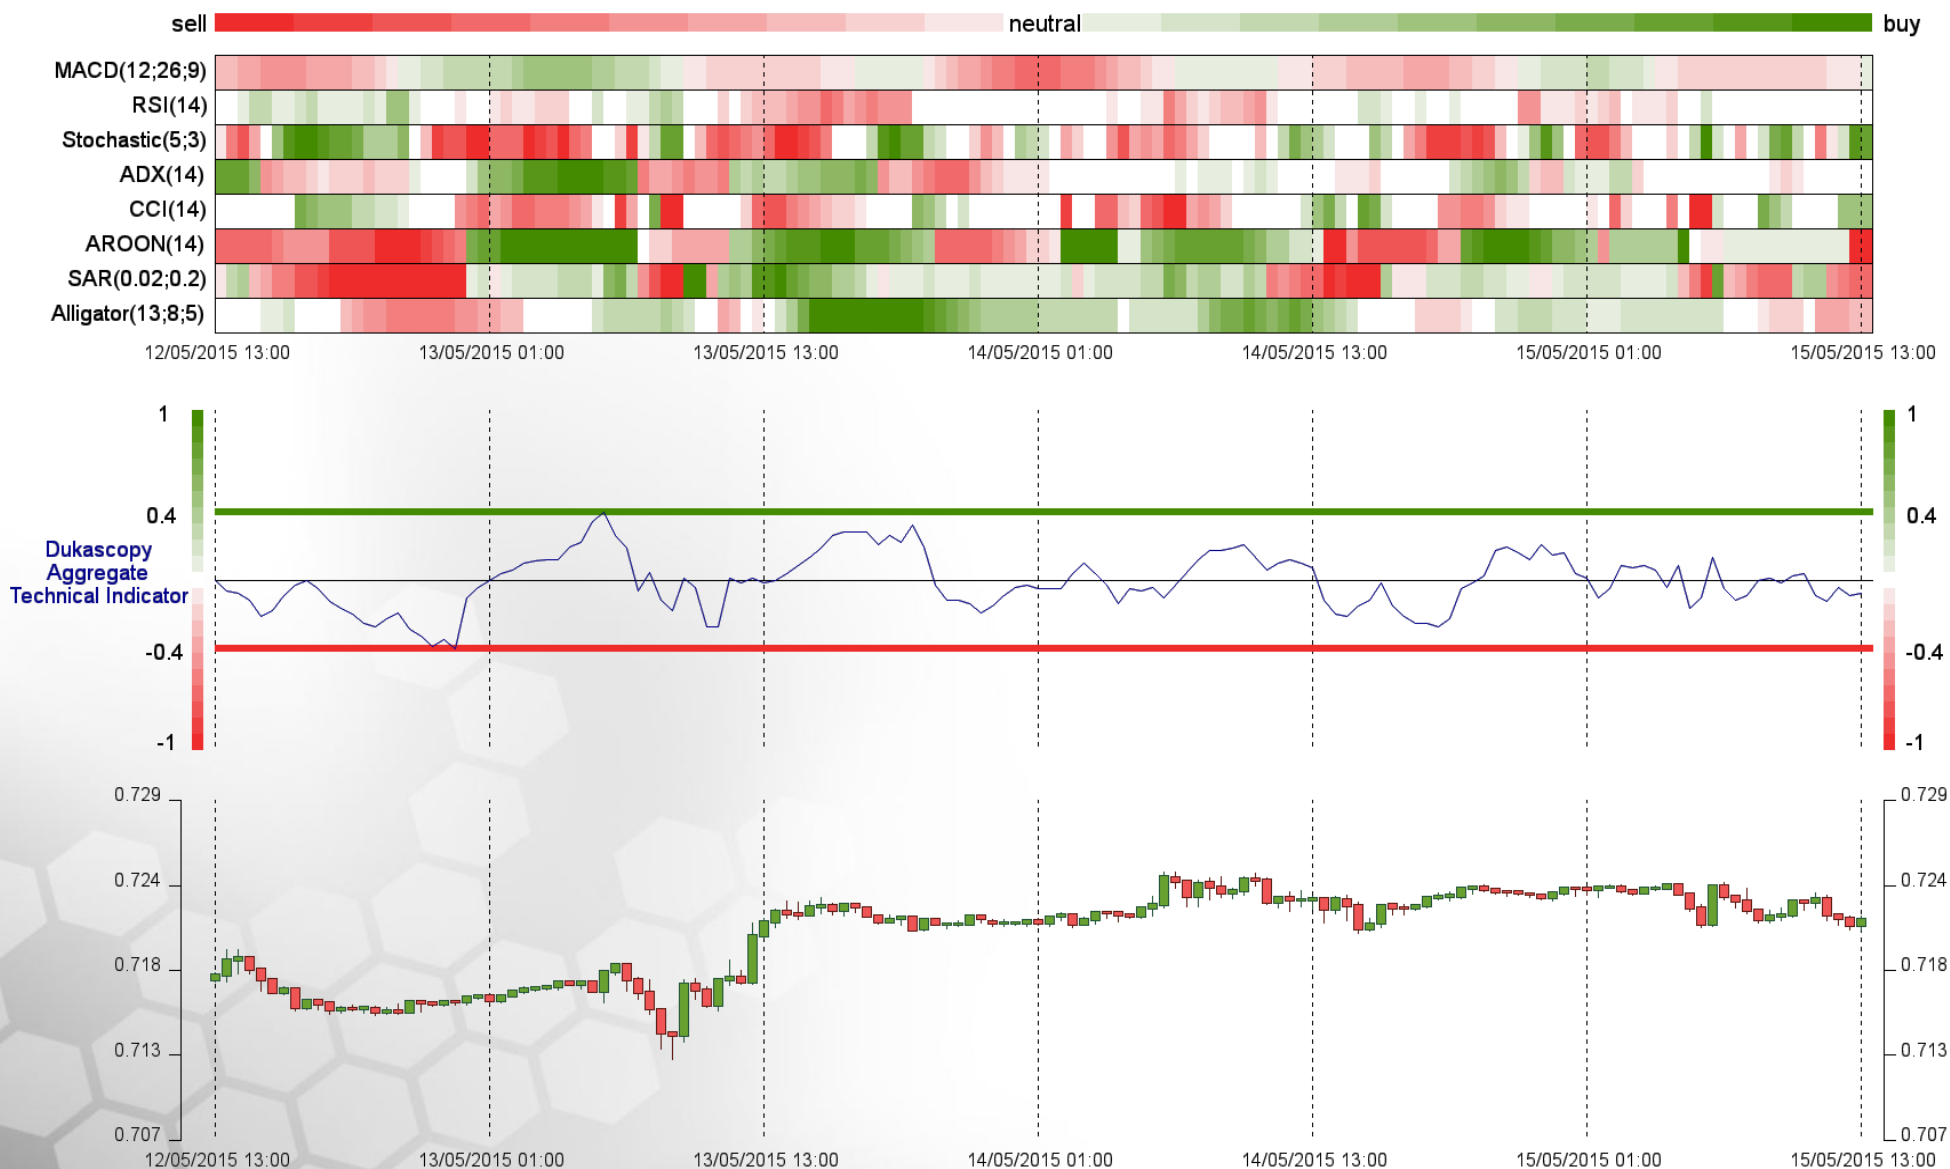 sell neutral buy
MACD(12;26;9)
RSI(14)
Stochastic(5;3)
ADX(14)
CCI(14)
AROON(14)
SAR(0.02;0.2)
Alligator(13;8;5)
12/05/2015 13:00 13/05/2015 01:00 13/05/2015 13:00 14/05/2015 01:00 14/05/2015 13:00 15/05/2015 01:00 15/05/2015 13:00
1 1
0.4 0.4
Dukascopy
Aggregate
Technical Indicator
-0.4 -0.4
-1 -1
0.729 0.729
0.724 0.724
0.718 0.718
0.713 0.713
0.707 0.707
12/05/2015 13:00 13/05/2015 01:00 13/05/2015 13:00 14/05/2015 01:00 14/05/2015 13:00 15/05/2015 01:00 15/05/2015 13:00